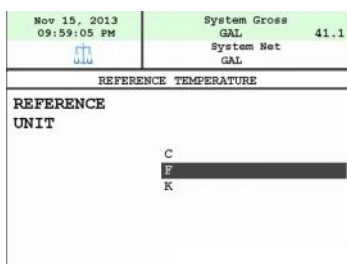 Nov 15, 2013
09:59:05 PM
System Gross
GAL 41.1
System Net
GAL
REFERENCE TEMPERATURE
REFERENCE
UNIT
C
F
K